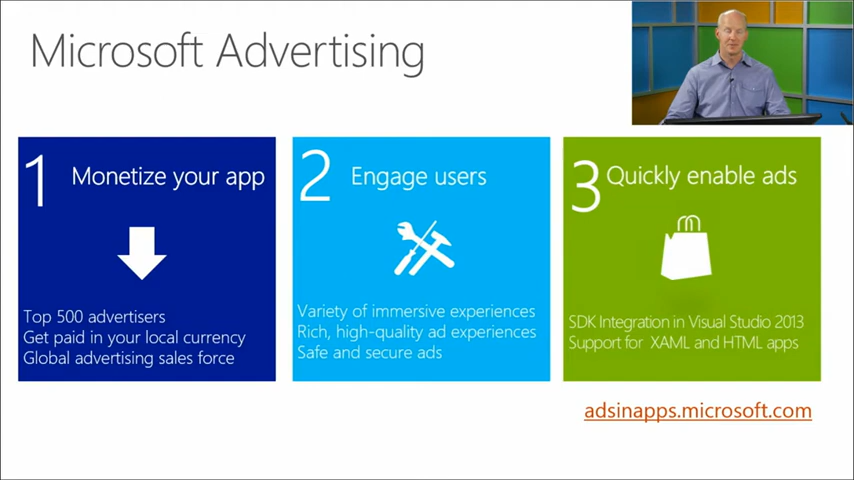 Microsoft Advertising
1 Monetize your app
Top 500 advertisers
Get paid in your local currency
Global advertising sales force
2 Engage users
Variety of immersive experiences
Rich, high-quality ad experiences
Safe and secure ads
3 Quickly enable ads
SDK Integration in Visual Studio 2013
Support for XAML and HTML apps
adsinapps.microsoft.com